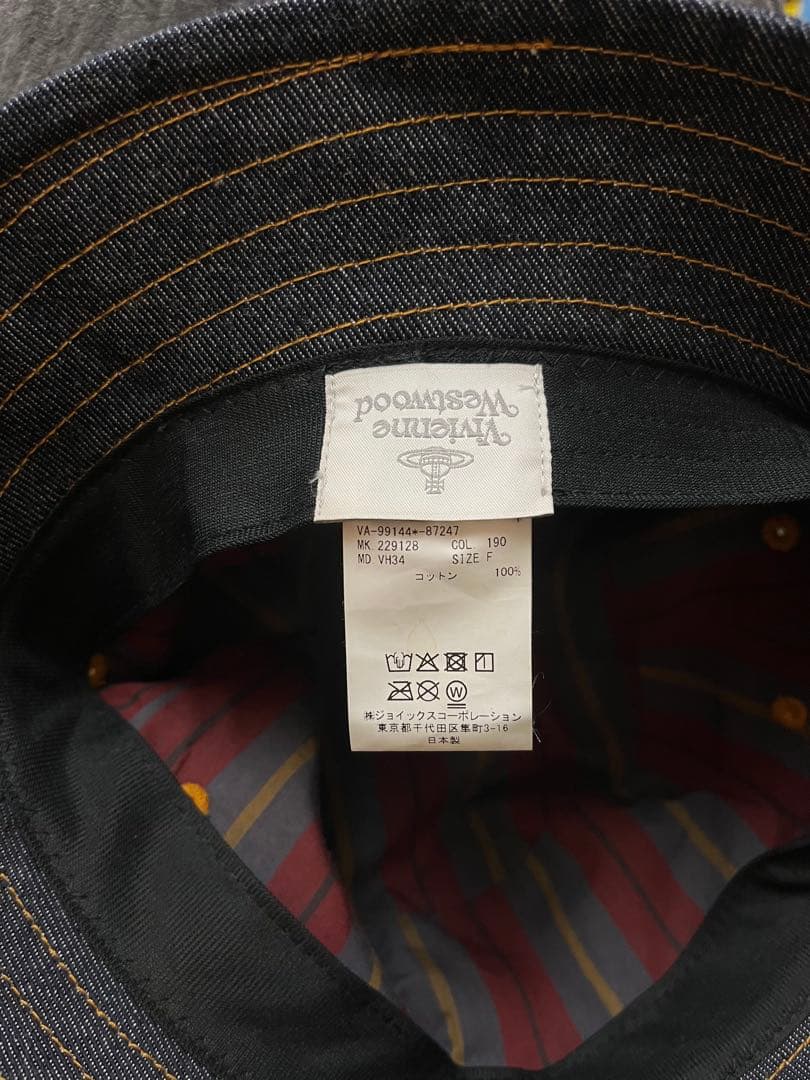 Vivienne
Westwood
VA-99144*-87247
MK. 229128 COL 190
MD. VH34 SIZE F
コットン 100%
W
㈱ジョイックスコーポレーション
東京都千代田区隼町3-16
日本製